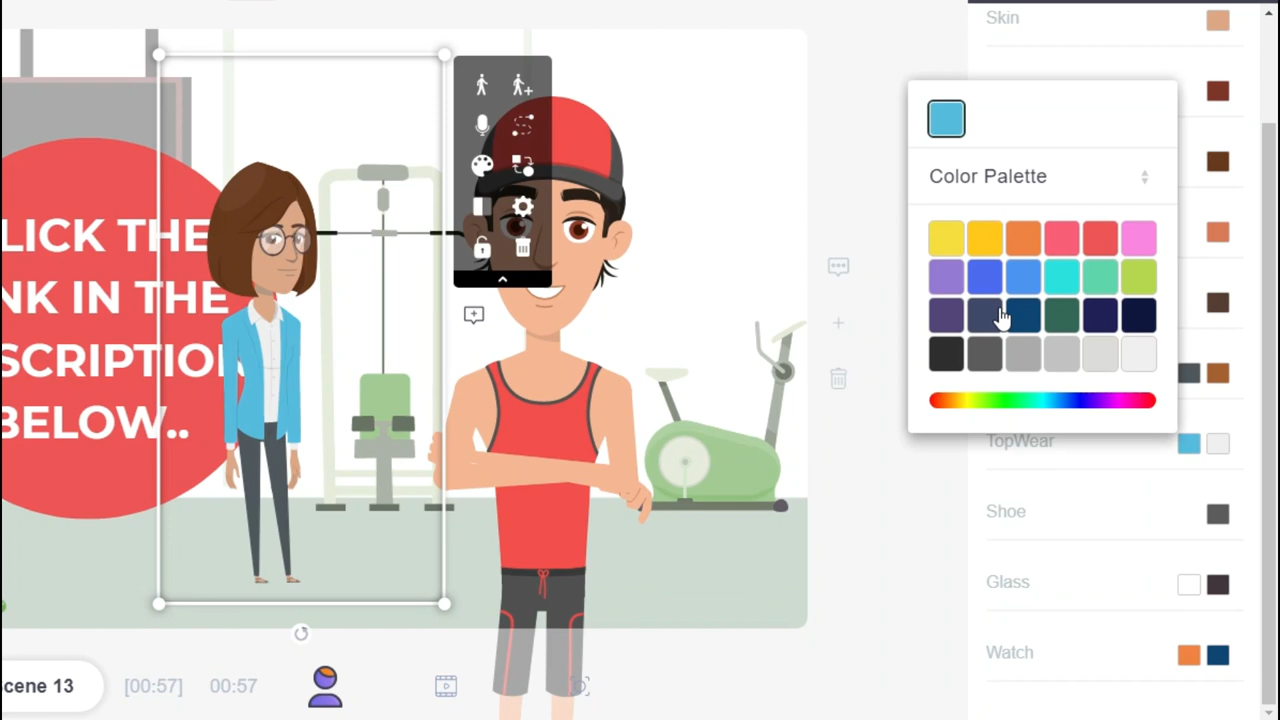 Skin
Color Palette
LICK THE
NK IN THE
SCRIPTION
BELOW..
TopWear
Shoe
Glass
Watch
cene 13
[00:57]
00:57